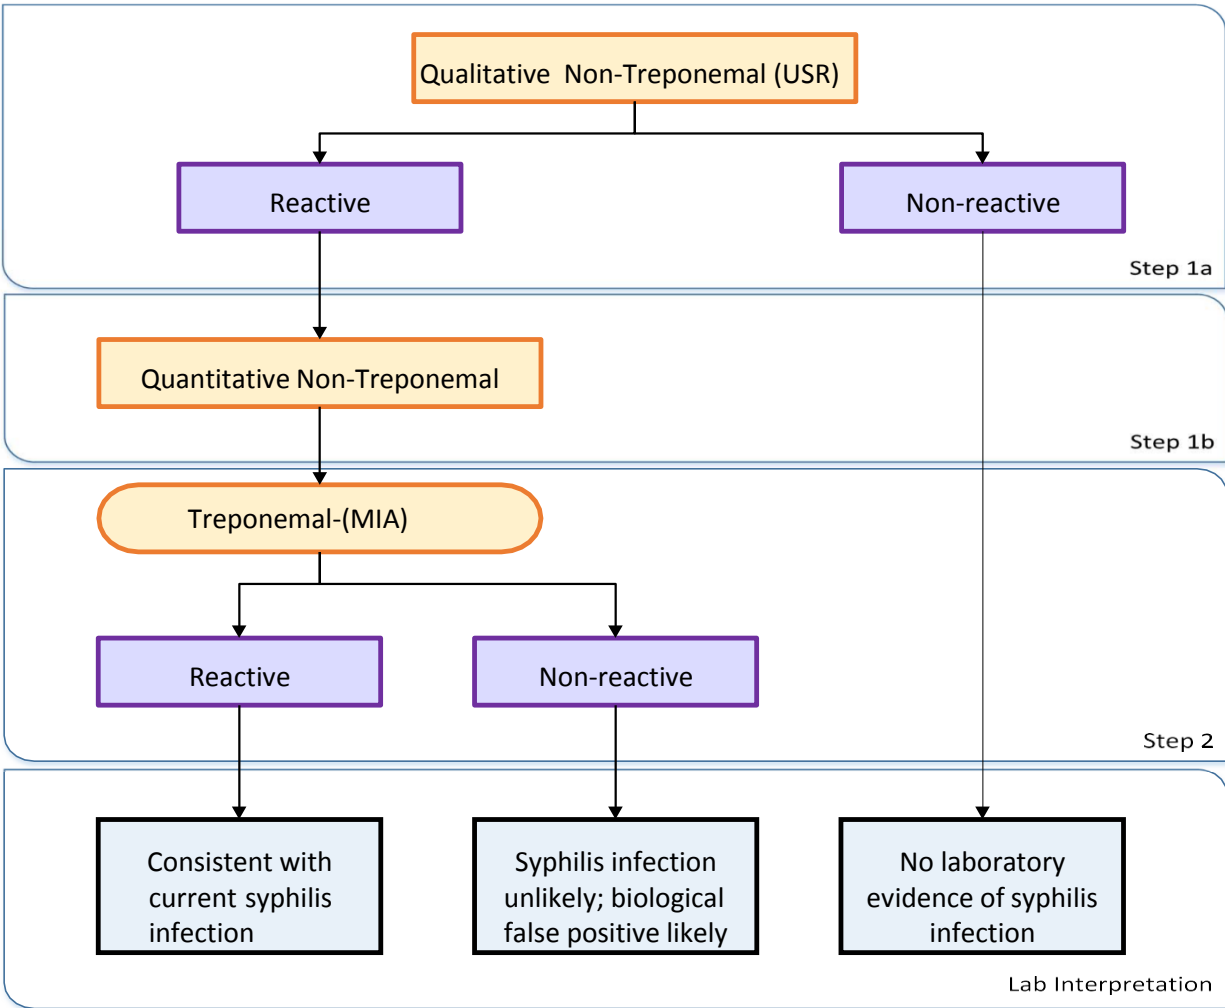 Qualitative Non-Treponemal (USR)
Reactive
Non-reactive
Step 1a
Quantitative Non-Treponemal
Step 1b
Treponemal-(MIA)
Reactive
Non-reactive
Step 2
Consistent with
current syphilis
infection
Syphilis infection
unlikely; biological
false positive likely
No laboratory
evidence of syphilis
infection
Lab Interpretation